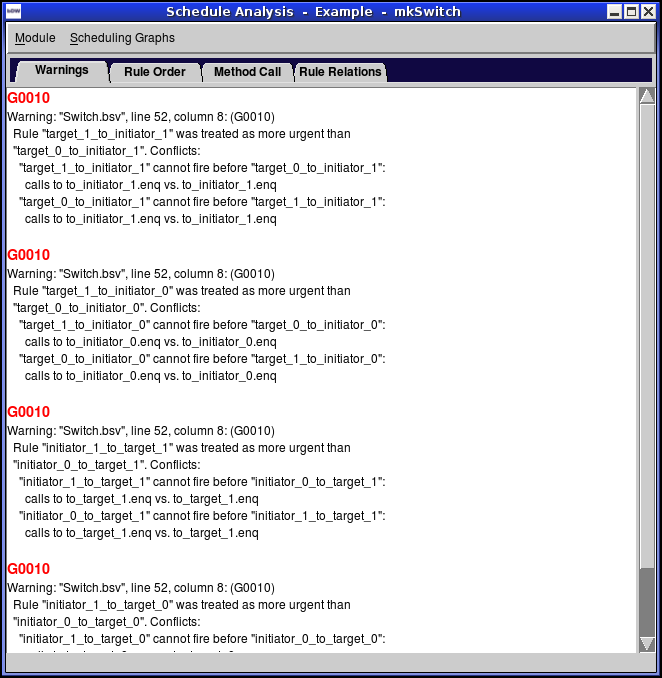 Schedule Analysis - Example - mkSwitch
Module Scheduling Graphs
Warnings Rule Order Method Call Rule Relations
G0010
Warning: "Switch.bsv", line 52, column 8: (G0010)
Rule "target_1_to_initiator_1" was treated as more urgent than
"target_0_to_initiator_1". Conflicts:
"target_1_to_initiator_1" cannot fire before "target_0_to_initiator_1":
calls to to_initiator_1.enq vs. to_initiator_1.enq
"target_0_to_initiator_1" cannot fire before "target_1_to_initiator_1":
calls to to_initiator_1.enq vs. to_initiator_1.enq
G0010
Warning: "Switch.bsv", line 52, column 8: (G0010)
Rule "target_1_to_initiator_0" was treated as more urgent than
"target_0_to_initiator_0". Conflicts:
"target_1_to_initiator_0" cannot fire before "target_0_to_initiator_0":
calls to to_initiator_0.enq vs. to_initiator_0.enq
"target_0_to_initiator_0" cannot fire before "target_1_to_initiator_0":
calls to to_initiator_0.enq vs. to_initiator_0.enq
G0010
Warning: "Switch.bsv", line 52, column 8: (G0010)
Rule "initiator_1_to_target_1" was treated as more urgent than
"initiator_0_to_target_1". Conflicts:
"initiator_1_to_target_1" cannot fire before "initiator_0_to_target_1":
calls to to_target_1.enq vs. to_target_1.enq
"initiator_0_to_target_1" cannot fire before "initiator_1_to_target_1":
calls to to_target_1.enq vs. to_target_1.enq
G0010
Warning: "Switch.bsv", line 52, column 8: (G0010)
Rule "initiator_1_to_target_0" was treated as more urgent than
"initiator_0_to_target_0". Conflicts:
"initiator_1_to_target_0" cannot fire before "initiator_0_to_target_0":